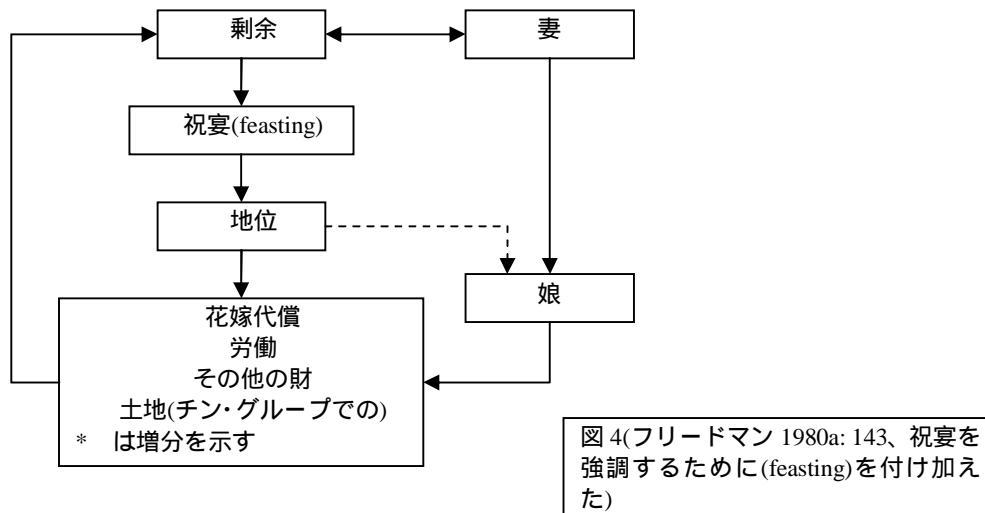 剰余
妻
祝宴(feasting)
地位
娘
花嫁代償
労働
その他の財
土地(チン・グループでの)
* は増分を示す
図 4(フリードマン 1980a: 143、祝宴を
強調するために(feasting)を付け加え
た)